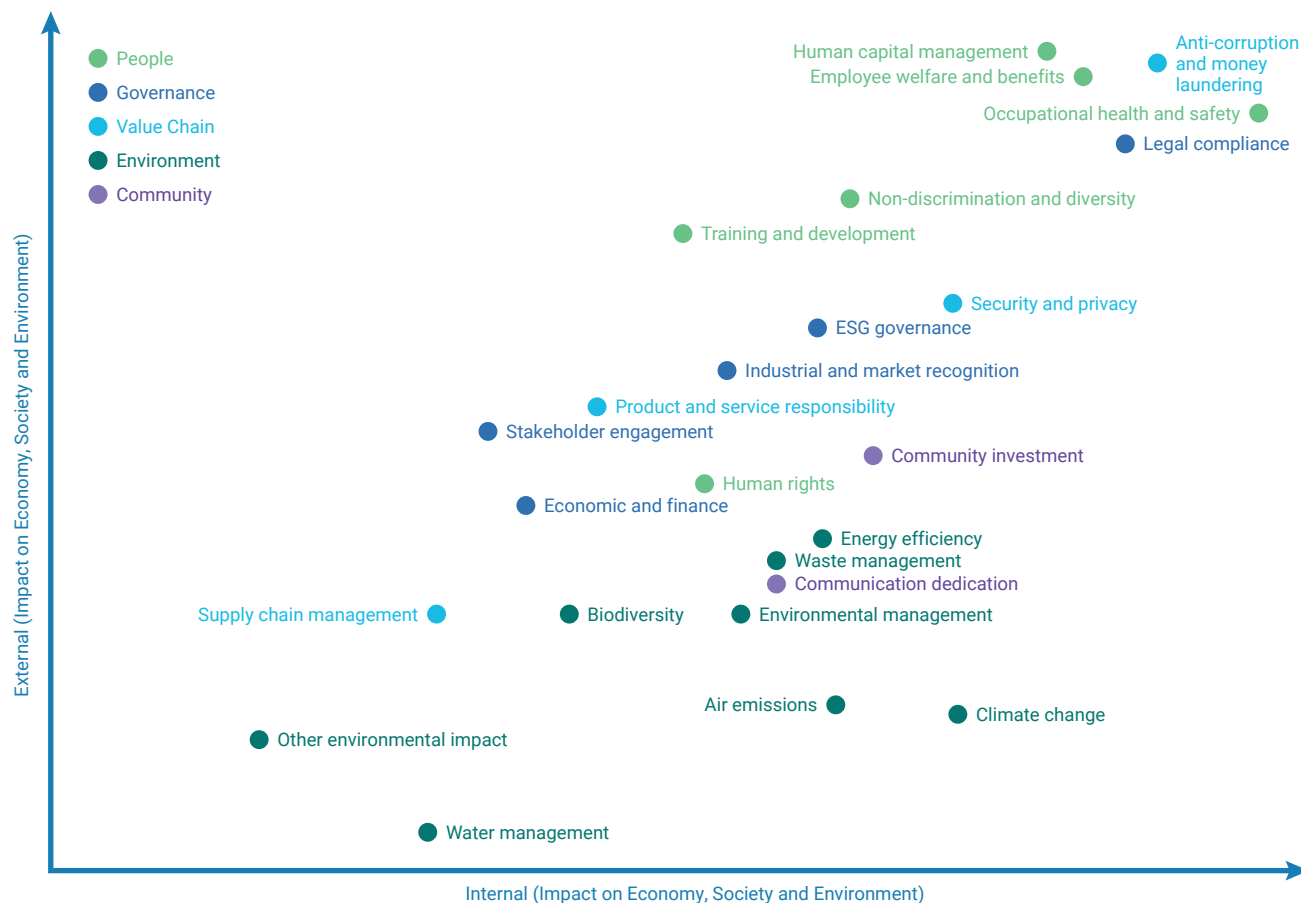 People
Governance
Value Chain
Environment
Community
Human capital management
Anti-corruption
and money
laundering
Employee welfare and benefits
Occupational health and safety
Legal compliance
Non-discrimination and diversity
Training and development
Security and privacy
ESG governance
Industrial and market recognition
Product and service responsibility
Stakeholder engagement
Community investment
Human rights
Economic and finance
Energy efficiency
Waste management
Communication dedication
Supply chain management
Biodiversity
Environmental management
Air emissions
Climate change
Other environmental impact
Water management
External (Impact on Economy, Society and Environment)
Internal (Impact on Economy, Society and Environment)